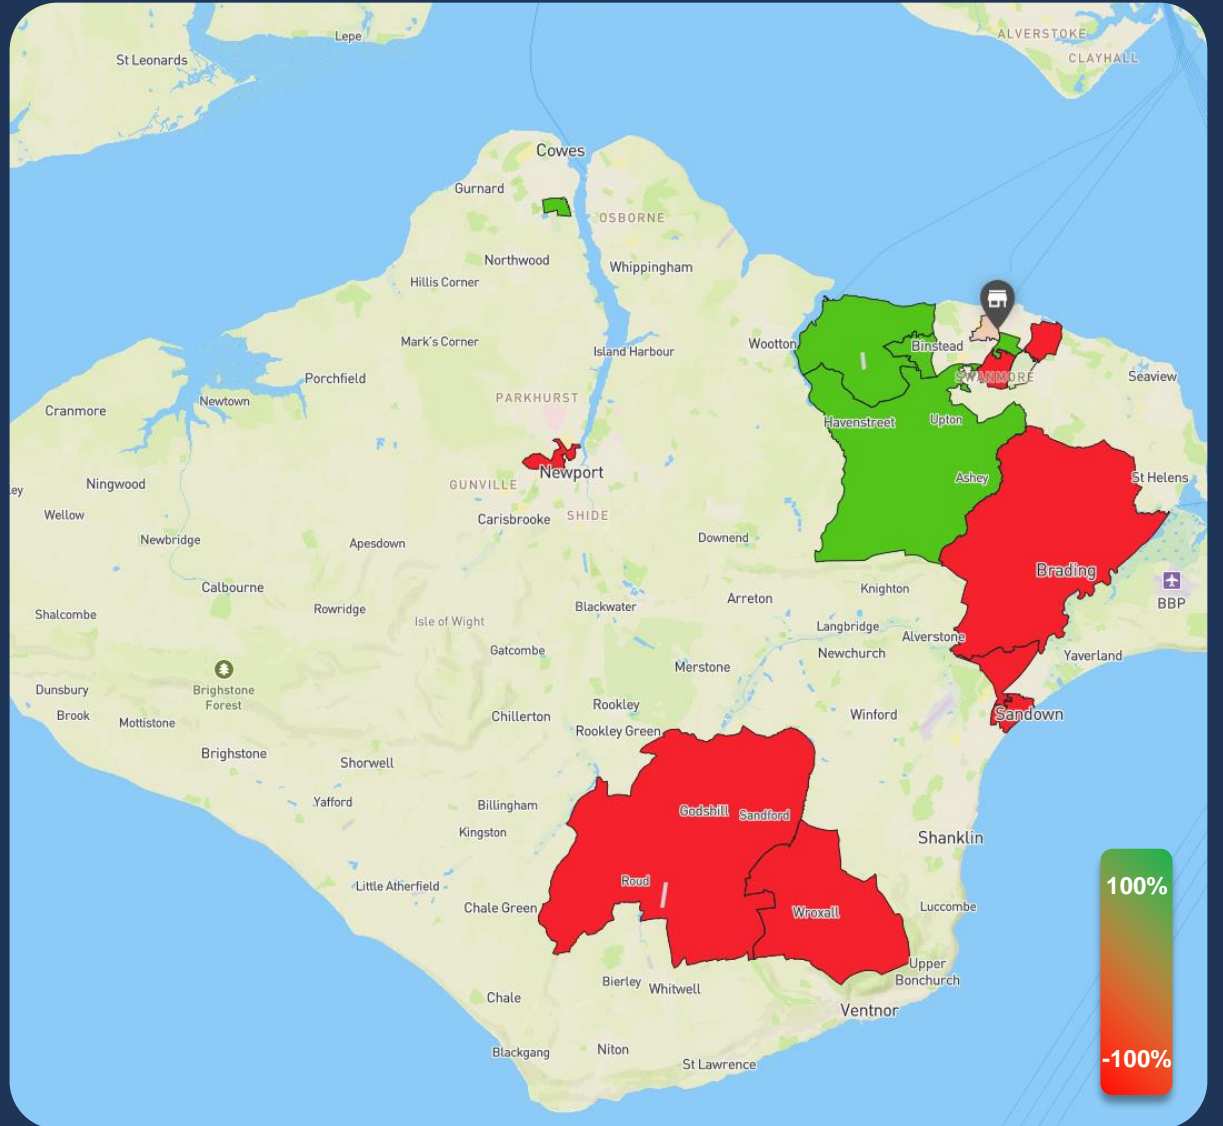 Lepe
St Leonards
ALVERSTOKE
CLAYHALL
Cowes
Gurnard
OSBORNE
Northwood
Whippingham
Hillis Corner
Mark's Corner
Island Harbour
Wootton
Binstead
SWANMORE
Seaview
Porchfield
PARKHURST
Newtown
Cranmore
Havenstreet
Upton
Newport
Ashey
St Helens
Ningwood
GUNVILLE
ey
Wellow
Carisbrooke
SHIDE
Newbridge
Apesdown
Downend
Brading
Calbourne
Knighton
Arreton
BBP
Blackwater
Rowridge
Shalcombe
Isle of Wight
Langbridge
Alverstone
Gatcombe
Newchurch
Yaverland
Merstone
Dunsbury
Brighstone
Forest
Rookley
Brook
Mottistone
Chillerton
Winford
Sandown
Rookley Green
Brighstone
Shorwell
Yafford
Billingham
Godshill
Sandford
Kingston
Shanklin
Roud
Little Atherfield
100%
Chale Green
Wroxall
Luccombe
Upper
Bonchurch
Bierley
Whitwell
Chale
Ventnor
Niton
Blackgang
St Lawrence
-100%